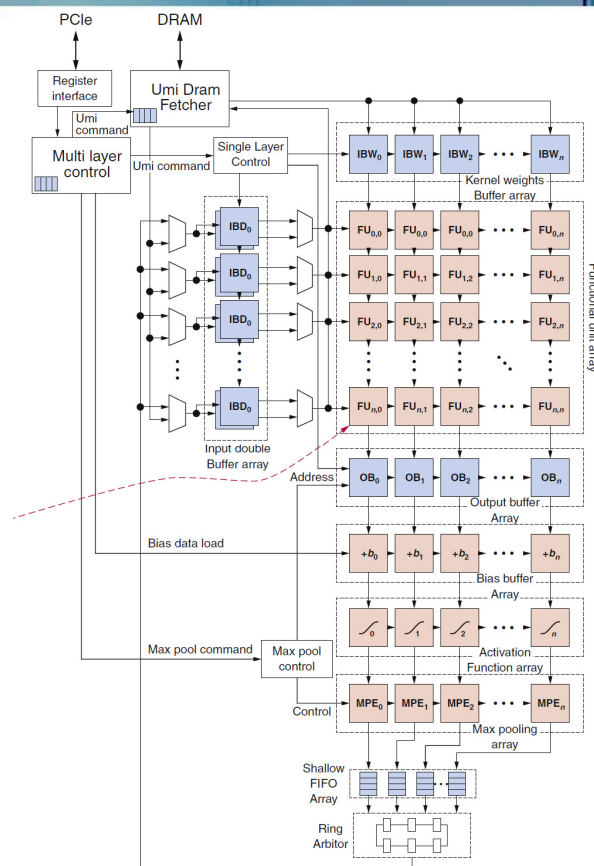 PCIe
DRAM
Register
interface
Umi Dram
Fetcher
Umi
command
Multi layer
control
Umi command
Single Layer
Control
IBW0 IBW1 IBW2 • • • IBWn
Kernel weights
Buffer array
IBD0
IBD0
IBD0
IBD0
Input double
Buffer array
FU0,0 FU0,0 FU0,0 • • • FU0,n
FU1,0 FU1,1 FU1,2 • • • FU1,n
FU2,0 FU2,1 FU2,2 • • • FU2,n
FUn,0 FUn,1 FUn,2 • • • FUn,n
Functional unit array
Address
OB0 OB1 OB2 • • • OBn
Output buffer
Array
Bias data load
+b0 +b1 +b2 • • • +bn
Bias buffer
Array
0 1 2 • • • n
Activation
Function array
Max pool command
Max pool
control
Control
MPE0 MPE1 MPE2 • • • MPEn
Max pooling
array
Shallow
FIFO
Array
Ring
Arbitor